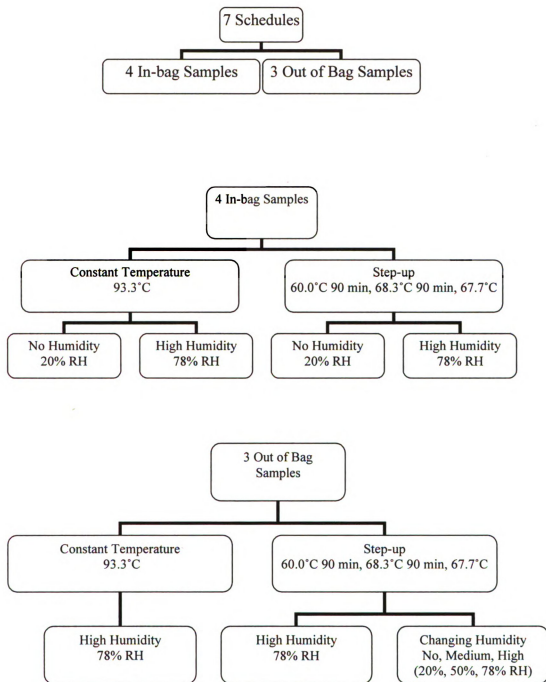 7 Schedules
4 In-bag Samples
3 Out of Bag Samples
4 In-bag Samples
Constant Temperature
93.3˚C
Step-up
60.0˚C 90 min, 68.3˚C 90 min, 67.7˚C
No Humidity
20% RH
High Humidity
78% RH
No Humidity
20% RH
High Humidity
78% RH
3 Out of Bag
Samples
Constant Temperature
93.3˚C
Step-up
60.0˚C 90 min, 68.3˚C 90 min, 67.7˚C
High Humidity
78% RH
High Humidity
78% RH
Changing Humidity
No, Medium, High
(20%, 50%, 78% RH)